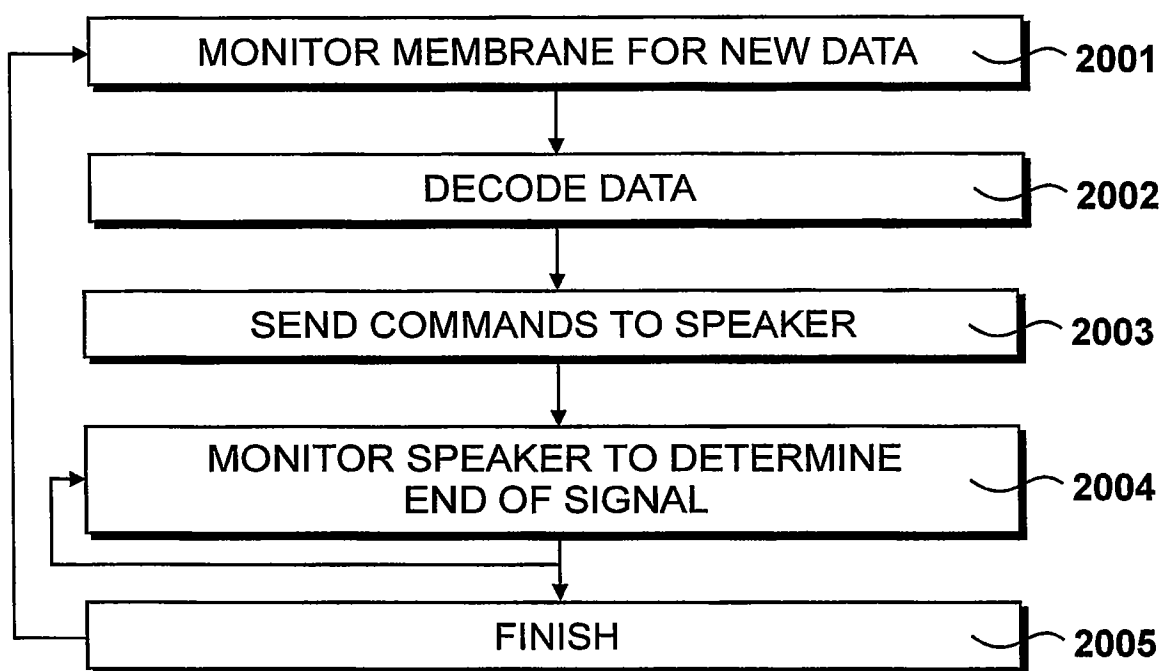 MONITOR MEMBRANE FOR NEW DATA 2001
DECODE DATA 2002
SEND COMMANDS TO SPEAKER 2003
MONITOR SPEAKER TO DETERMINE
END OF SIGNAL 2004
FINISH 2005